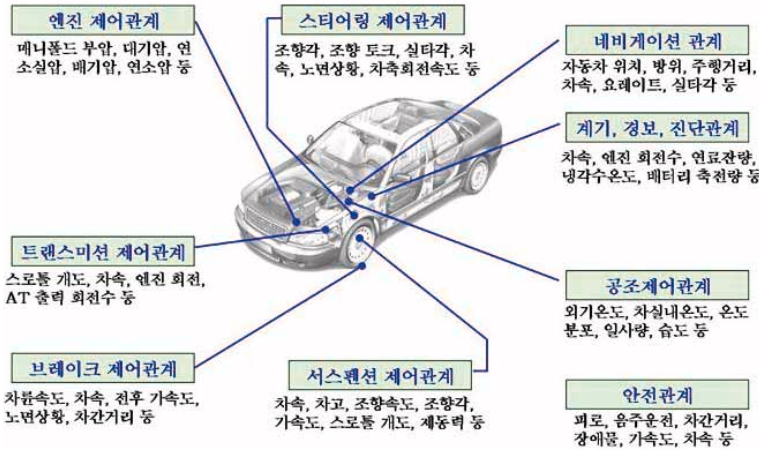 엔진 제어관계
매니폴드 부압, 대기압, 연
소실압, 배기압, 연소압 등
스티어링 제어관계
조향각, 조향 토크, 실타각, 차
속, 노면상황, 차축회전속도 등
네비게이션 관계
자동차 위치, 방위, 주행거리,
차속, 요레이트, 실타각 등
계기, 경보, 진단관계
차속, 엔진 회전수, 연료잔량,
냉각수온도, 배터리 축전량 등
트랜스미션 제어관계
스로틀 개도, 차속, 엔진 회전,
AT 출력 회전수 등
공조제어관계
외기온도, 차실내온도, 온도
분포, 일사량, 습도 등
브레이크 제어관계
차륜속도, 차속, 전후 가속도,
노면상황, 차간거리 등
서스펜션 제어관계
차속, 차고, 조향속도, 조향각,
가속도, 스로틀 개도, 제동력 등
안전관계
피로, 음주운전, 차간거리,
장애물, 가속도, 차속 등